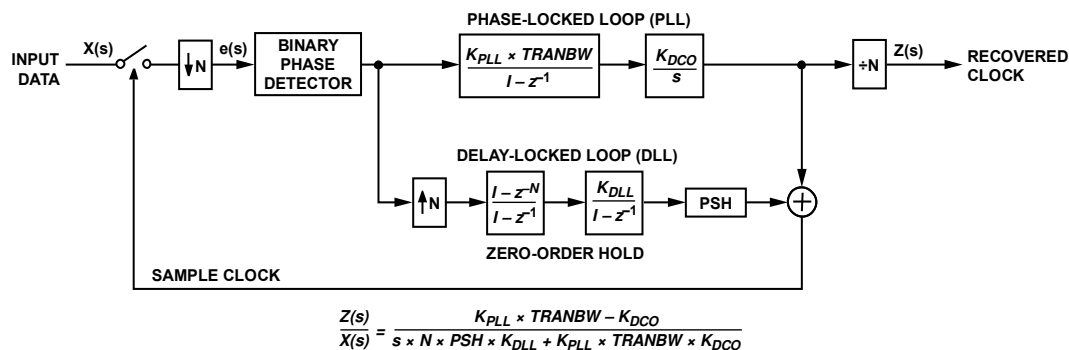 PHASE-LOCKED LOOP (PLL)
X(s)
INPUT
DATA
↓N
e(s)
BINARY
PHASE
DETECTOR
K_PLL × TRANBW
I – z⁻¹
K_DCO
s
÷N
Z(s)
RECOVERED
CLOCK
DELAY-LOCKED LOOP (DLL)
↑N
I – z⁻ᴺ
I – z⁻¹
K_DLL
I – z⁻¹
PSH
+
ZERO-ORDER HOLD
SAMPLE CLOCK
Z(s)
X(s)
=
K_PLL × TRANBW – K_DCO
s × N × PSH × K_DLL + K_PLL × TRANBW × K_DCO